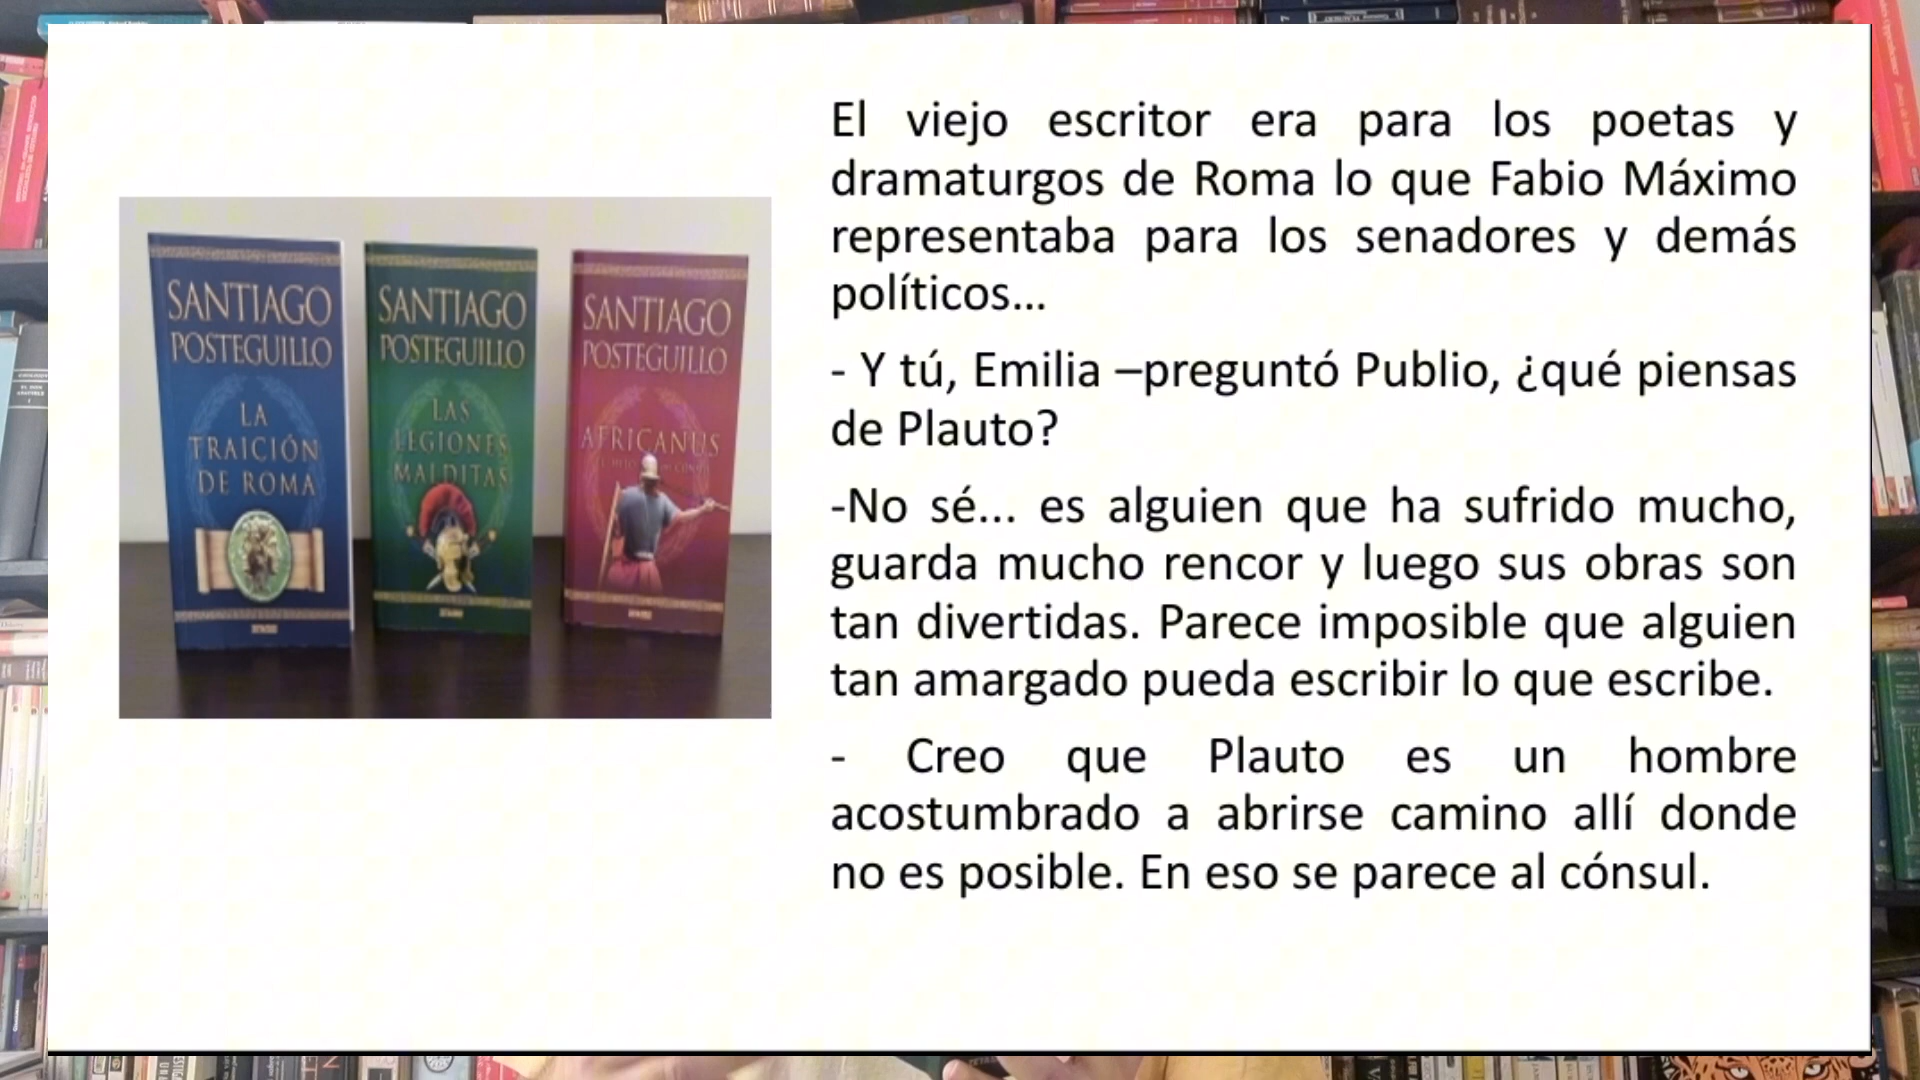 SANTIAGO
POSTEGUILLO
LA
TRAICIÓN
DE ROMA
SANTIAGO
POSTEGUILLO
LAS
LEGIONES
MALDITAS
SANTIAGO
POSTEGUILLO
AFRICANUS
El viejo escritor era para los poetas y
dramaturgos de Roma lo que Fabio Máximo
representaba para los senadores y demás
políticos...
- Y tú, Emilia –preguntó Publio, ¿qué piensas
de Plauto?
-No sé... es alguien que ha sufrido mucho,
guarda mucho rencor y luego sus obras son
tan divertidas. Parece imposible que alguien
tan amargado pueda escribir lo que escribe.
- Creo que Plauto es un hombre
acostumbrado a abrirse camino allí donde
no es posible. En eso se parece al cónsul.